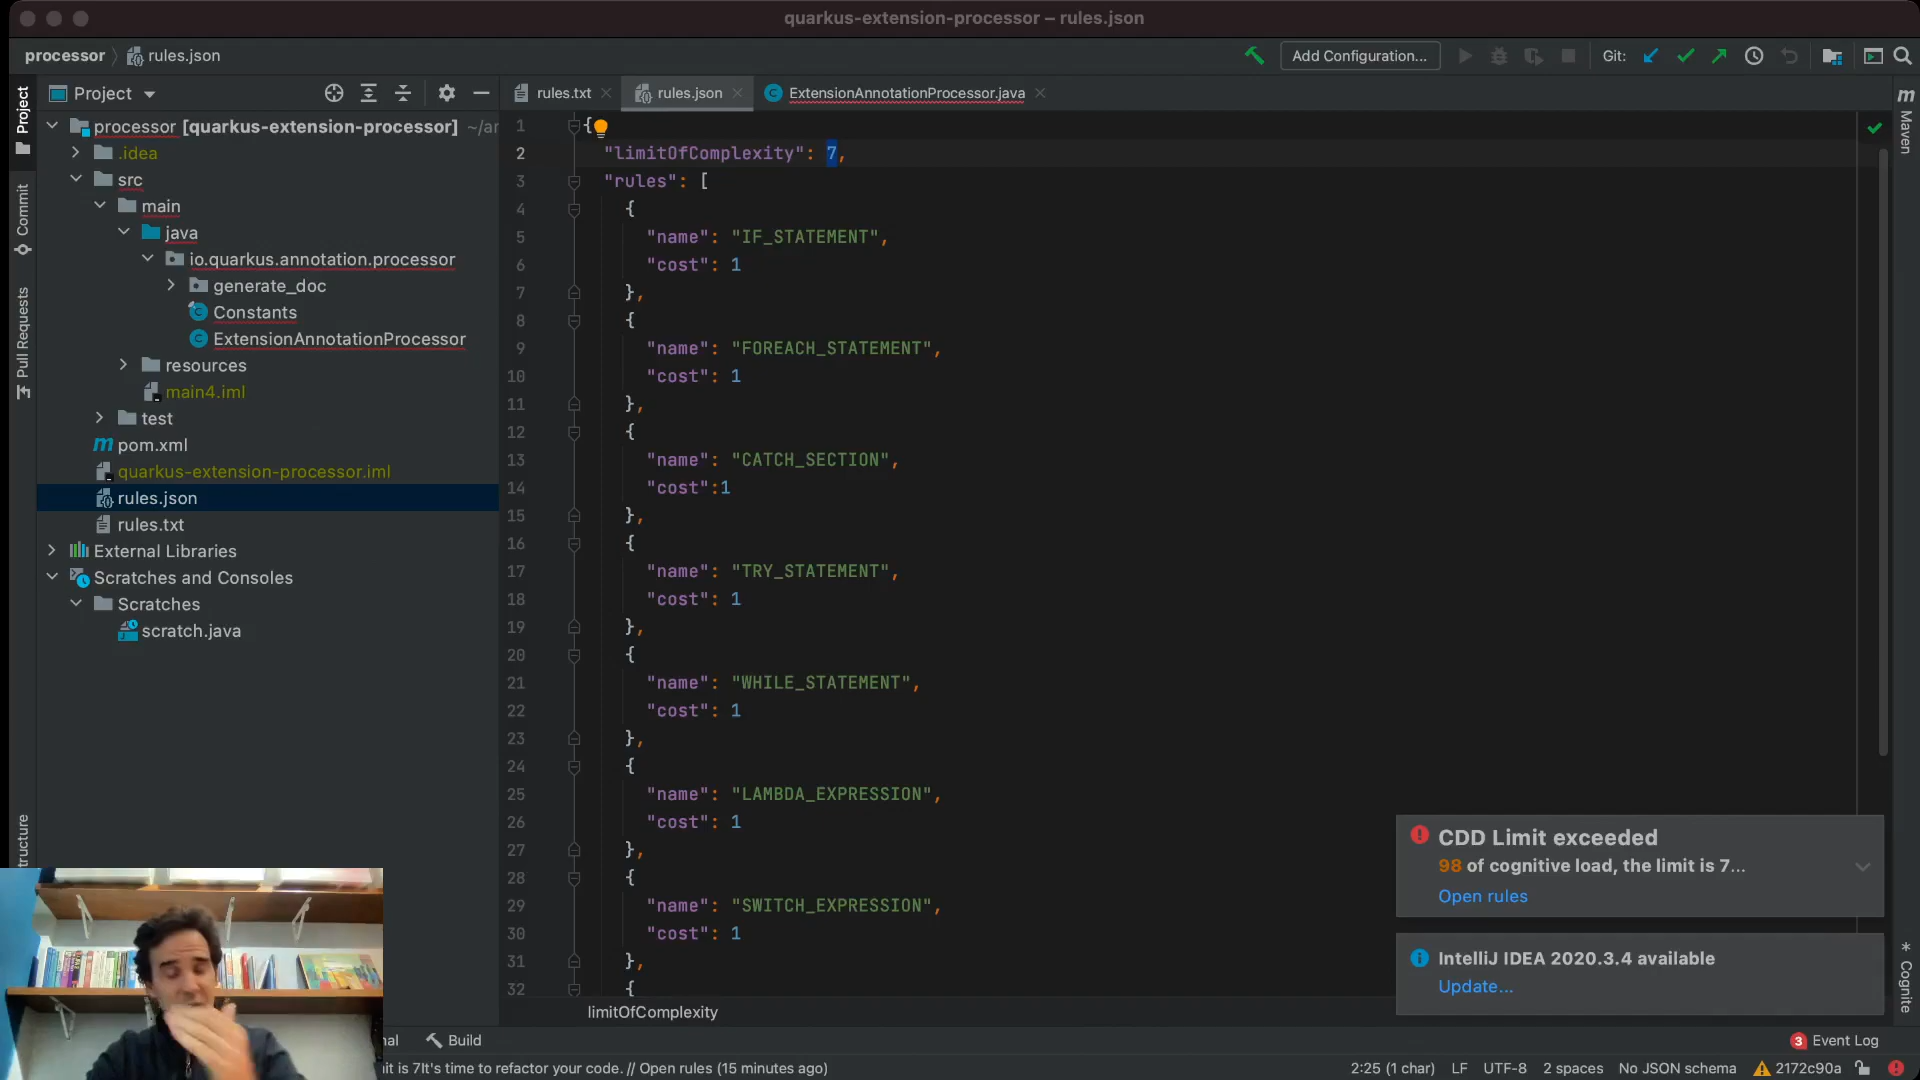 quarkus-extension-processor – rules.json
processor
rules.json
Add Configuration...
Git:
Project
rules.txt
rules.json
ExtensionAnnotationProcessor.java
Project
Commit
Pull Requests
processor [quarkus-extension-processor] ~/ar
.idea
src
main
java
io.quarkus.annotation.processor
generate_doc
Constants
ExtensionAnnotationProcessor
resources
main4.iml
test
pom.xml
quarkus-extension-processor.iml
rules.json
rules.txt
External Libraries
Scratches and Consoles
Scratches
scratch.java
1 {
2 "limitOfComplexity": 7,
3 "rules": [
4 {
5 "name": "IF_STATEMENT",
6 "cost": 1
7 },
8 {
9 "name": "FOREACH_STATEMENT",
10 "cost": 1
11 },
12 {
13 "name": "CATCH_SECTION",
14 "cost":1
15 },
16 {
17 "name": "TRY_STATEMENT",
18 "cost": 1
19 },
20 {
21 "name": "WHILE_STATEMENT",
22 "cost": 1
23 },
24 {
25 "name": "LAMBDA_EXPRESSION",
26 "cost": 1
27 },
28 {
29 "name": "SWITCH_EXPRESSION",
30 "cost": 1
31 },
32 {
limitOfComplexity
m
Maven
Cognite
CDD Limit exceeded
98 of cognitive load, the limit is 7...
Open rules
IntelliJ IDEA 2020.3.4 available
Update...
tructure
nal
Build
3 Event Log
it is 7It's time to refactor your code. // Open rules (15 minutes ago)
2:25 (1 char)
LF
UTF-8
2 spaces
No JSON schema
2172c90a